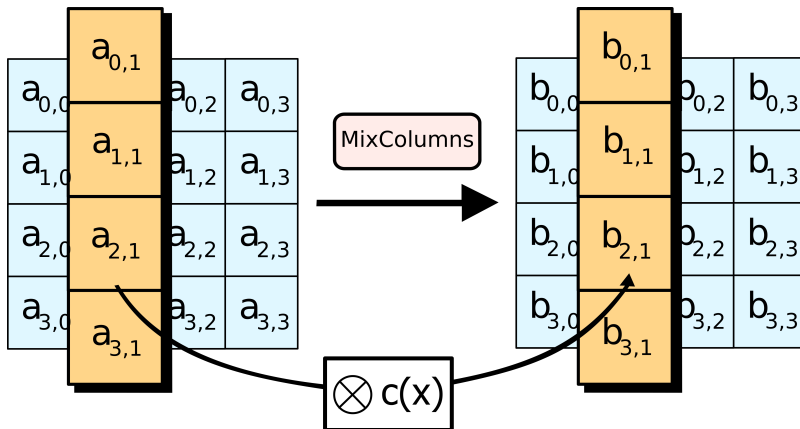 a0,1 b0,1
a0,0 a0,2 a0,3 b0,0 b0,2 b0,3
MixColumns
a1,1 b1,1
a1,0 a1,2 a1,3 b1,0 b1,2 b1,3
a2,1 b2,1
a2,0 a2,2 a2,3 b2,0 b2,2 b2,3
a3,0 a3,2 a3,3 b3,0 b3,2 b3,3
a3,1 b3,1
⊗ c(x)